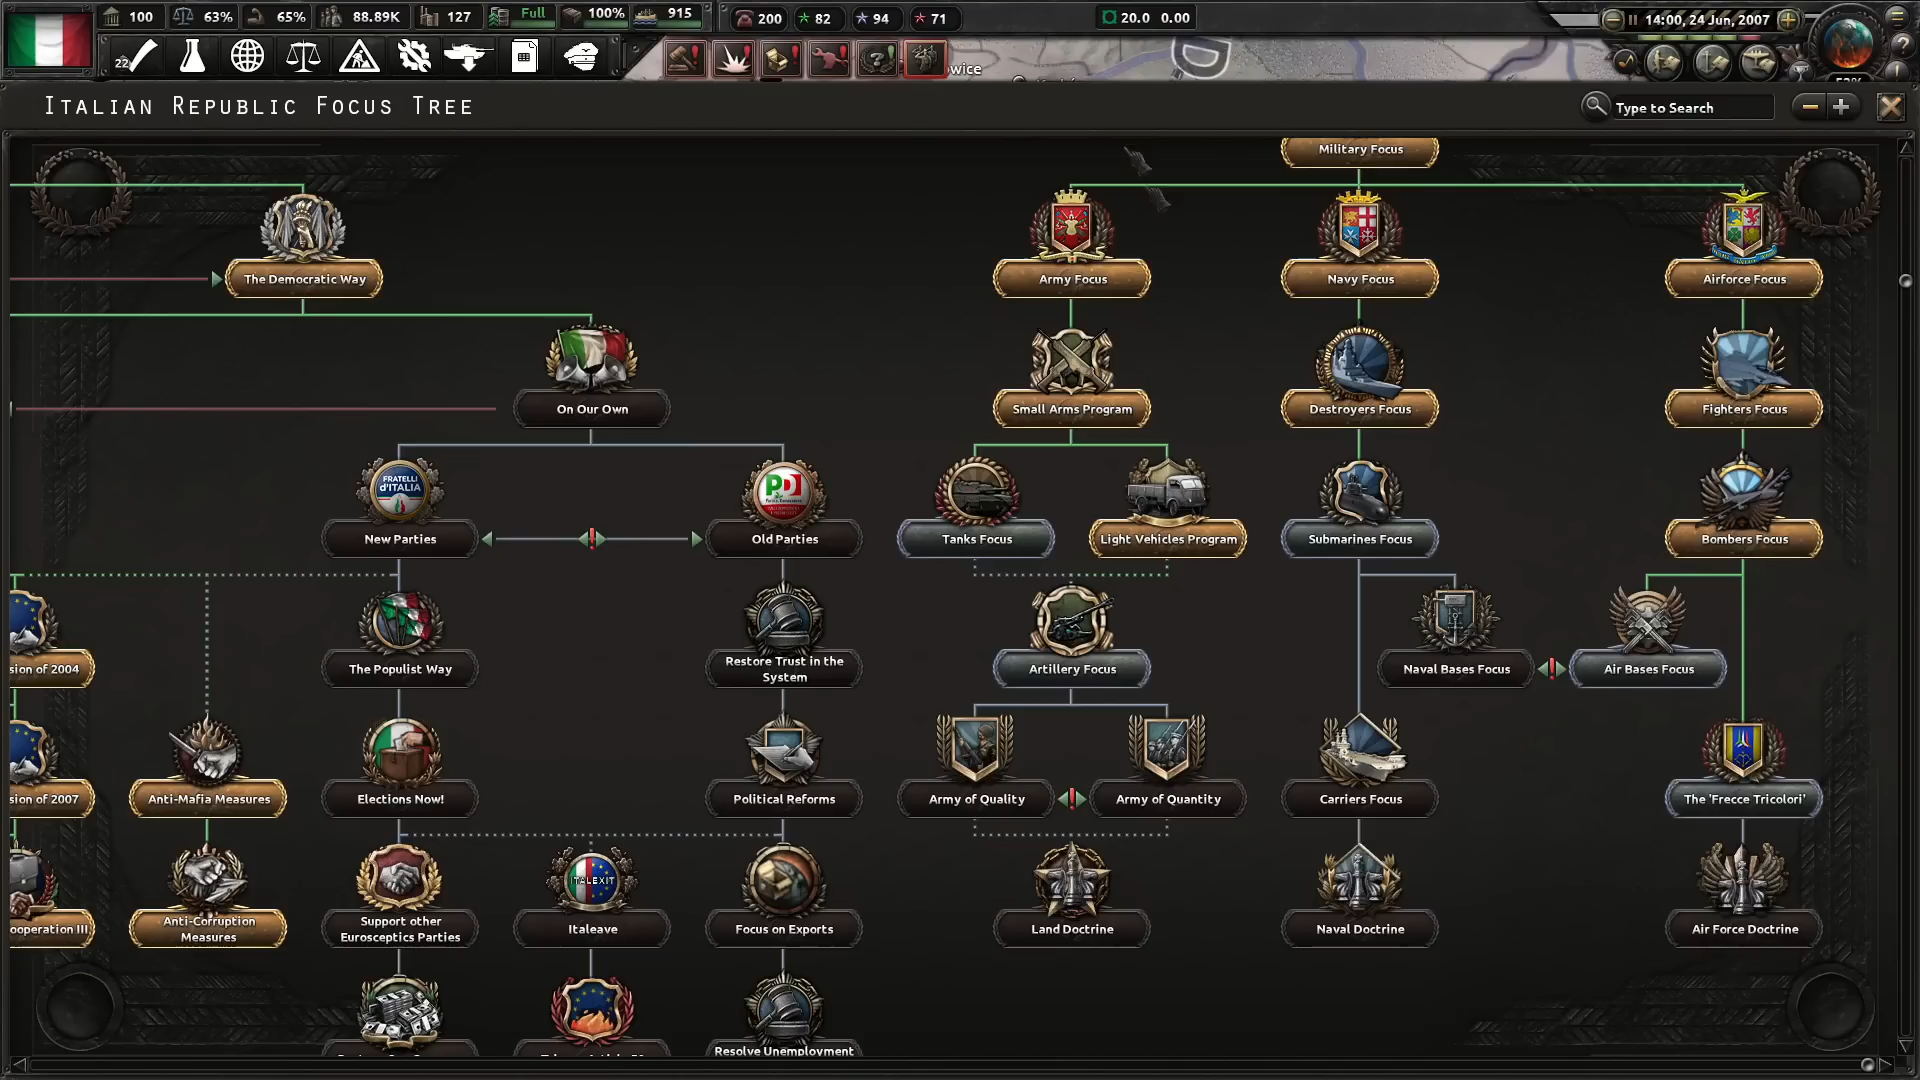 100
63%
65%
88.89K
127
Full
100%
915
200
82
94
71
20.0 0.00
14:00, 24 Jun, 2007
22
wice
Italian Republic Focus Tree
Type to Search
Military Focus
The Democratic Way
Army Focus
Navy Focus
Airforce Focus
On Our Own
Small Arms Program
Destroyers Focus
Fighters Focus
FRATELLI
d'ITALIA
PD
New Parties
Old Parties
Tanks Focus
Light Vehicles Program
Submarines Focus
Bombers Focus
sion of 2004
The Populist Way
Restore Trust in the
System
Artillery Focus
Naval Bases Focus
Air Bases Focus
sion of 2007
Anti-Mafia Measures
Elections Now!
Political Reforms
Army of Quality
Army of Quantity
Carriers Focus
The 'Frecce Tricolori'
ITALEXIT
ooperation III
Anti-Corruption
Measures
Support other
Eurosceptics Parties
Italeave
Focus on Exports
Land Doctrine
Naval Doctrine
Air Force Doctrine
Resolve Unemployment